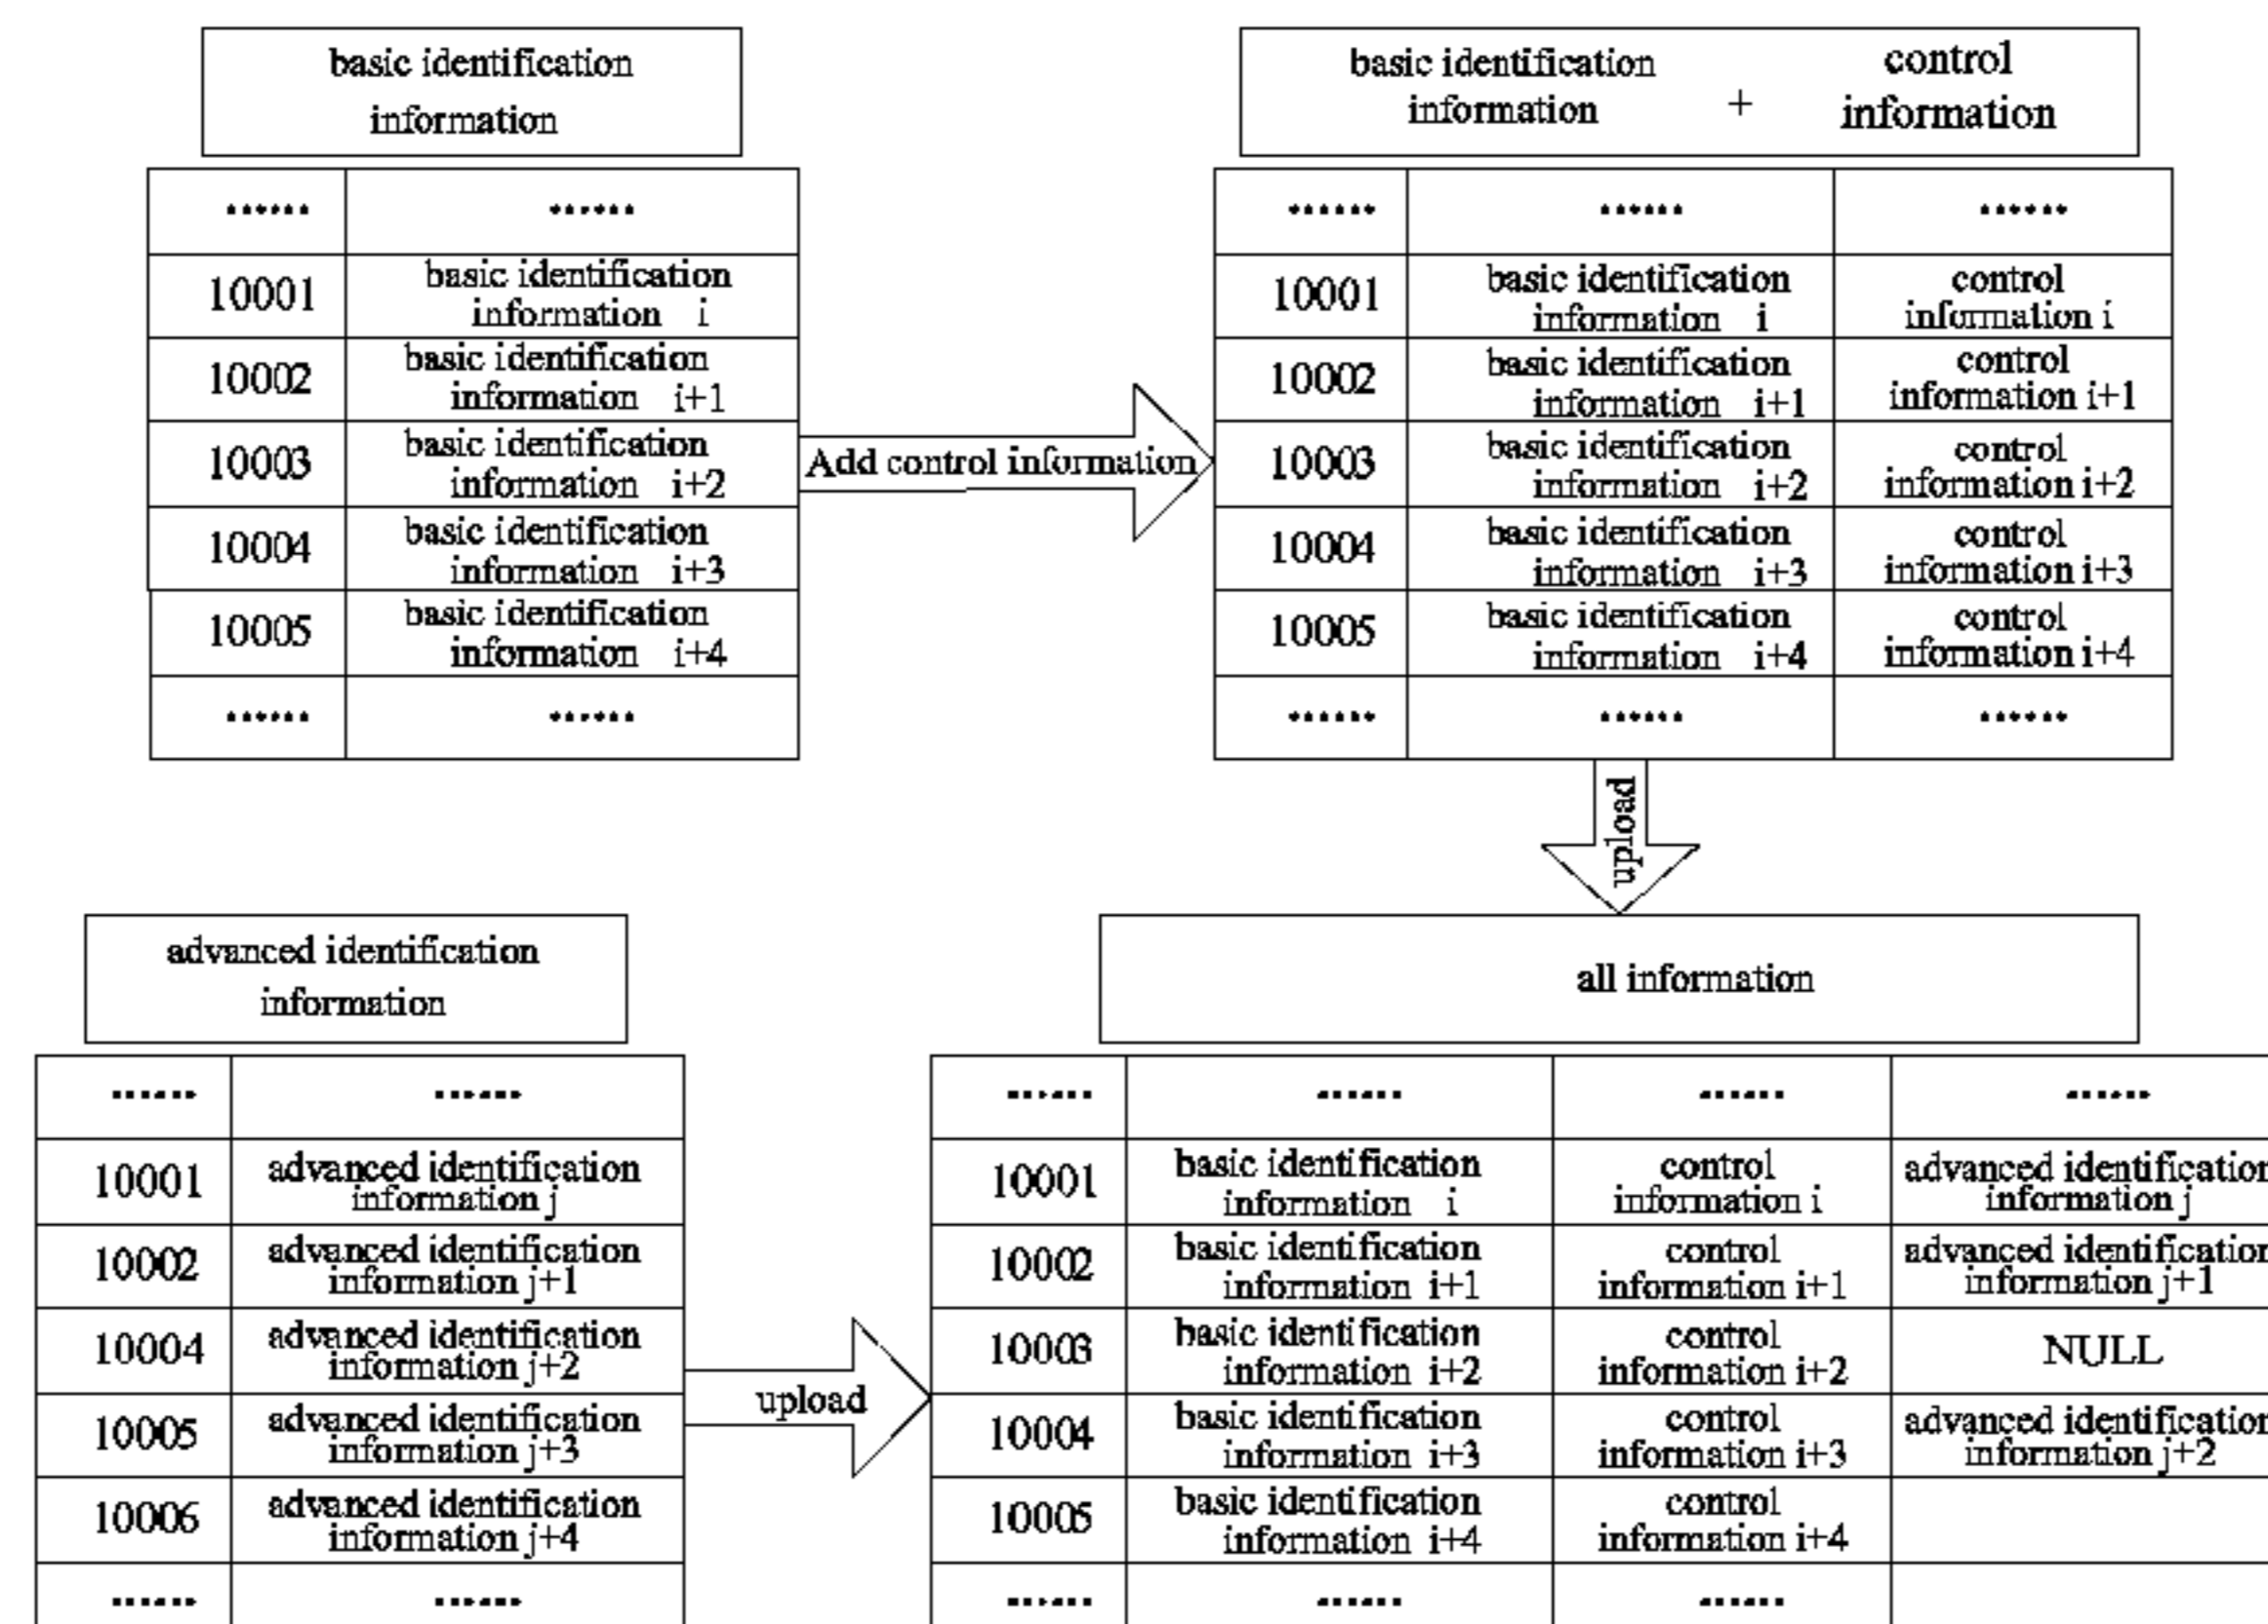 basic identification
information
basic identification
information
+
control
information
......
......
10001
basic identification
information i
10002
basic identification
information i+1
10003
basic identification
information i+2
10004
basic identification
information i+3
10005
basic identification
information i+4
......
......
Add control information
......
......
......
10001
basic identification
information i
control
information i
10002
basic identification
information i+1
control
information i+1
10003
basic identification
information i+2
control
information i+2
10004
basic identification
information i+3
control
information i+3
10005
basic identification
information i+4
control
information i+4
......
......
......
upload
advanced identification
information
......
......
10001
advanced identification
information j
10002
advanced identification
information j+1
10004
advanced identification
information j+2
10005
advanced identification
information j+3
10006
advanced identification
information j+4
......
......
upload
all information
......
......
......
......
10001
basic identification
information i
control
information i
advanced identification
information j
10002
basic identification
information i+1
control
information i+1
advanced identification
information j+1
10003
basic identification
information i+2
control
information i+2
NULL
10004
basic identification
information i+3
control
information i+3
advanced identification
information j+2
10005
basic identification
information i+4
control
information i+4
......
......
......